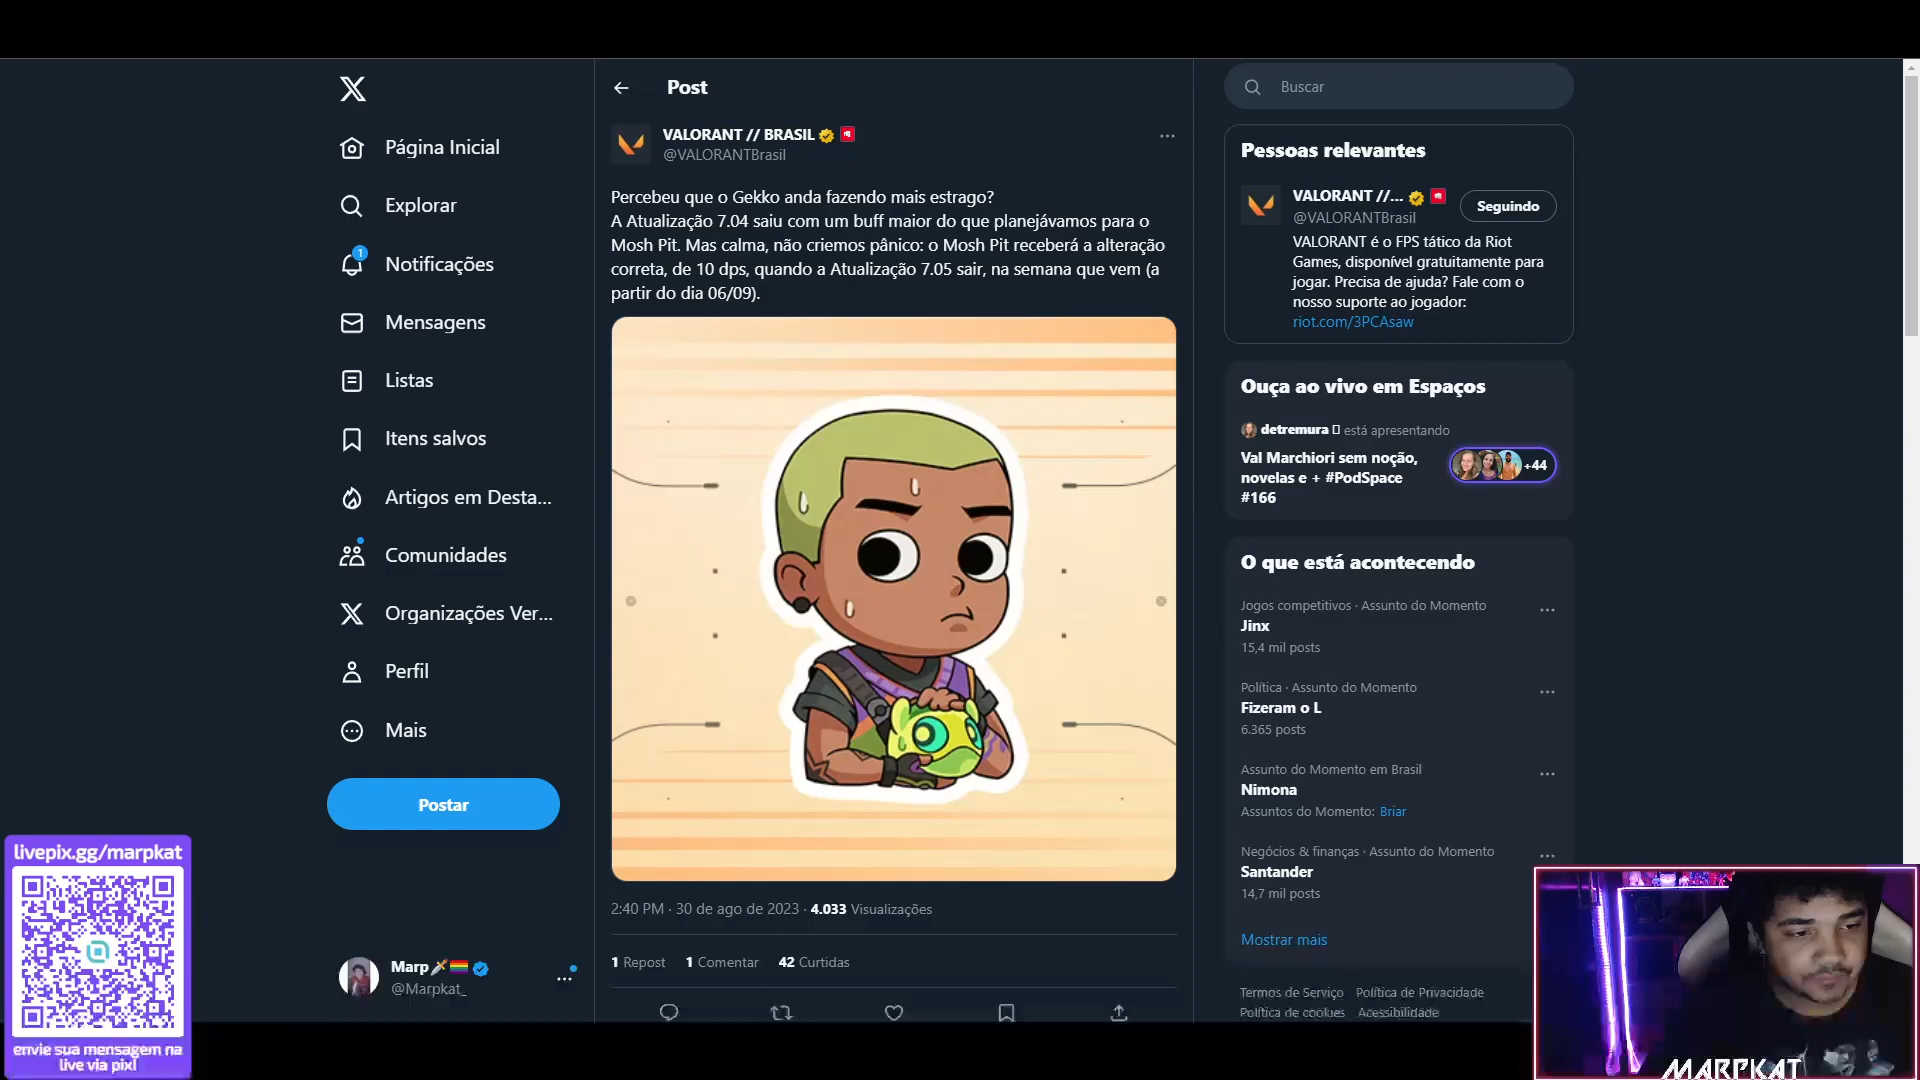 Post
Buscar
Página Inicial
Explorar
1
Notificações
Mensagens
Listas
Itens salvos
Artigos em Desta...
Comunidades
Organizações Ver...
Perfil
Mais
Postar
Marp
@Marpkat_
VALORANT // BRASIL
@VALORANTBrasil
Percebeu que o Gekko anda fazendo mais estrago?
A Atualização 7.04 saiu com um buff maior do que planejávamos para o
Mosh Pit. Mas calma, não criemos pânico: o Mosh Pit receberá a alteração
correta, de 10 dps, quando a Atualização 7.05 sair, na semana que vem (a
partir do dia 06/09).
2:40 PM · 30 de ago de 2023 · 4.033 Visualizações
1 Repost 1 Comentar 42 Curtidas
Pessoas relevantes
VALORANT //...
@VALORANTBrasil
Seguindo
VALORANT é o FPS tático da Riot
Games, disponível gratuitamente para
jogar. Precisa de ajuda? Fale com o
nosso suporte ao jogador:
riot.com/3PCAsaw
Ouça ao vivo em Espaços
detremura está apresentando
Val Marchiori sem noção,
novelas e + #PodSpace
#166
+44
O que está acontecendo
Jogos competitivos · Assunto do Momento
Jinx
15,4 mil posts
Política · Assunto do Momento
Fizeram o L
6.365 posts
Assunto do Momento em Brasil
Nimona
Assuntos do Momento: Briar
Negócios & finanças · Assunto do Momento
Santander
14,7 mil posts
Mostrar mais
Termos de Serviço Política de Privacidade
Política de cookies Acessibilidade
livepix.gg/marpkat
envie sua mensagem na
live via pix!
MARPKAT